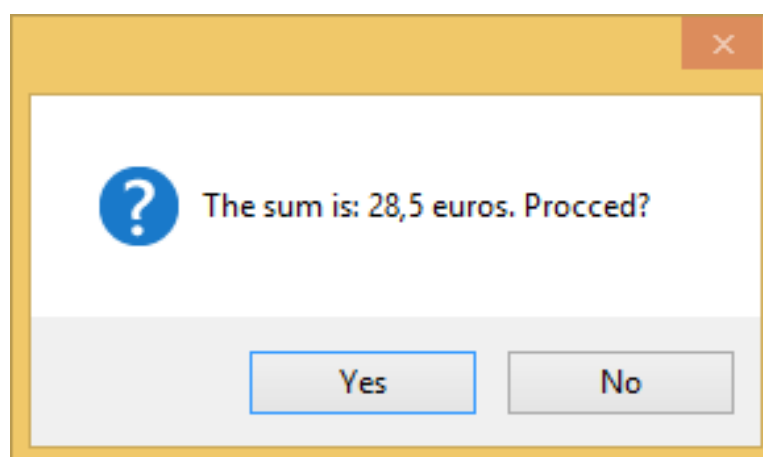 The sum is: 28,5 euros. Procced?
Yes
No